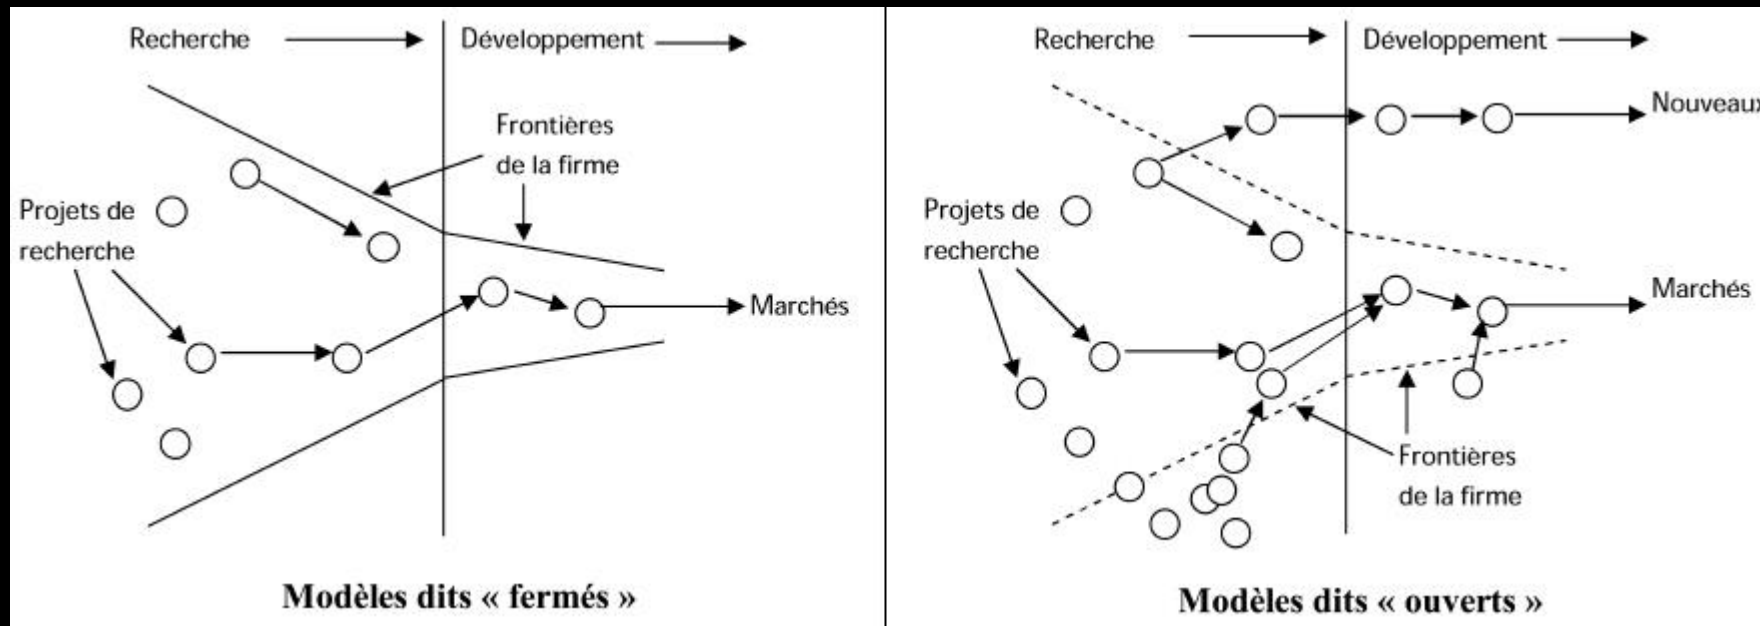 Recherche
Développement
Frontières
de la firme
Projets de
recherche
Marchés
Modèles dits « fermés »
Recherche
Développement
Nouveaux
Projets de
recherche
Marchés
Frontières
de la firme
Modèles dits « ouverts »